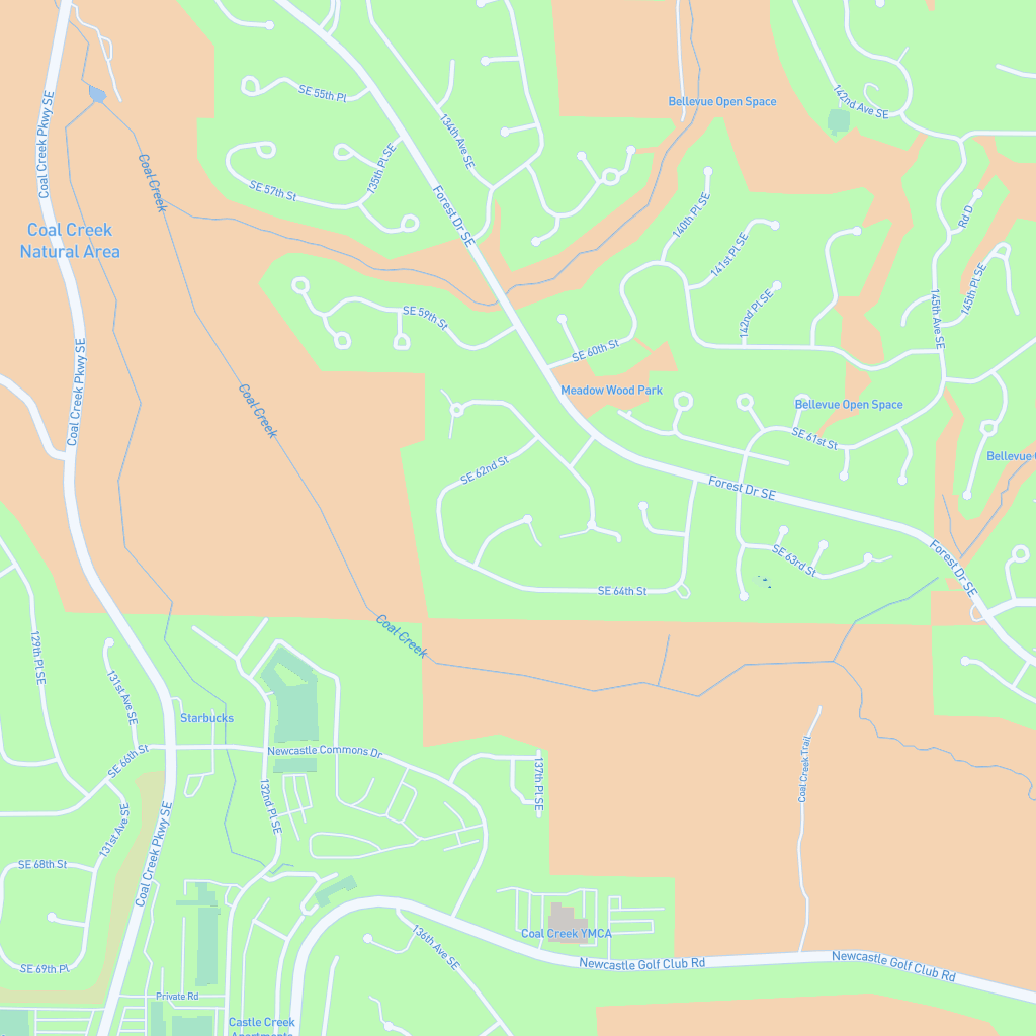 SE 55th Pl
Bellevue Open Space
142nd Ave SE
Coal Creek Pkwy SE
134th Ave SE
135th Pl SE
Coal Creek
SE 57th St
Forest Dr SE
140th Pl SE
Rd D
Coal Creek
Natural Area
141st Pl SE
145th Pl SE
142nd Pl SE
145th Ave SE
SE 59th St
SE 60th St
Coal Creek Pkwy SE
Meadow Wood Park
Coal Creek
Bellevue Open Space
SE 61st St
Bellevue O
SE 62nd St
Forest Dr SE
Forest Dr SE
SE 63rd St
SE 64th St
Coal Creek
129th Pl SE
131st Ave SE
Starbucks
Newcastle Commons Dr
SE 66th St
137th Pl SE
Coal Creek Trail
132nd Pl SE
131st Ave SE
Coal Creek Pkwy SE
SE 68th St
136th Ave SE
Coal Creek YMCA
SE 69th Pl
Newcastle Golf Club Rd
Newcastle Golf Club Rd
Private Rd
Castle Creek
Apartments